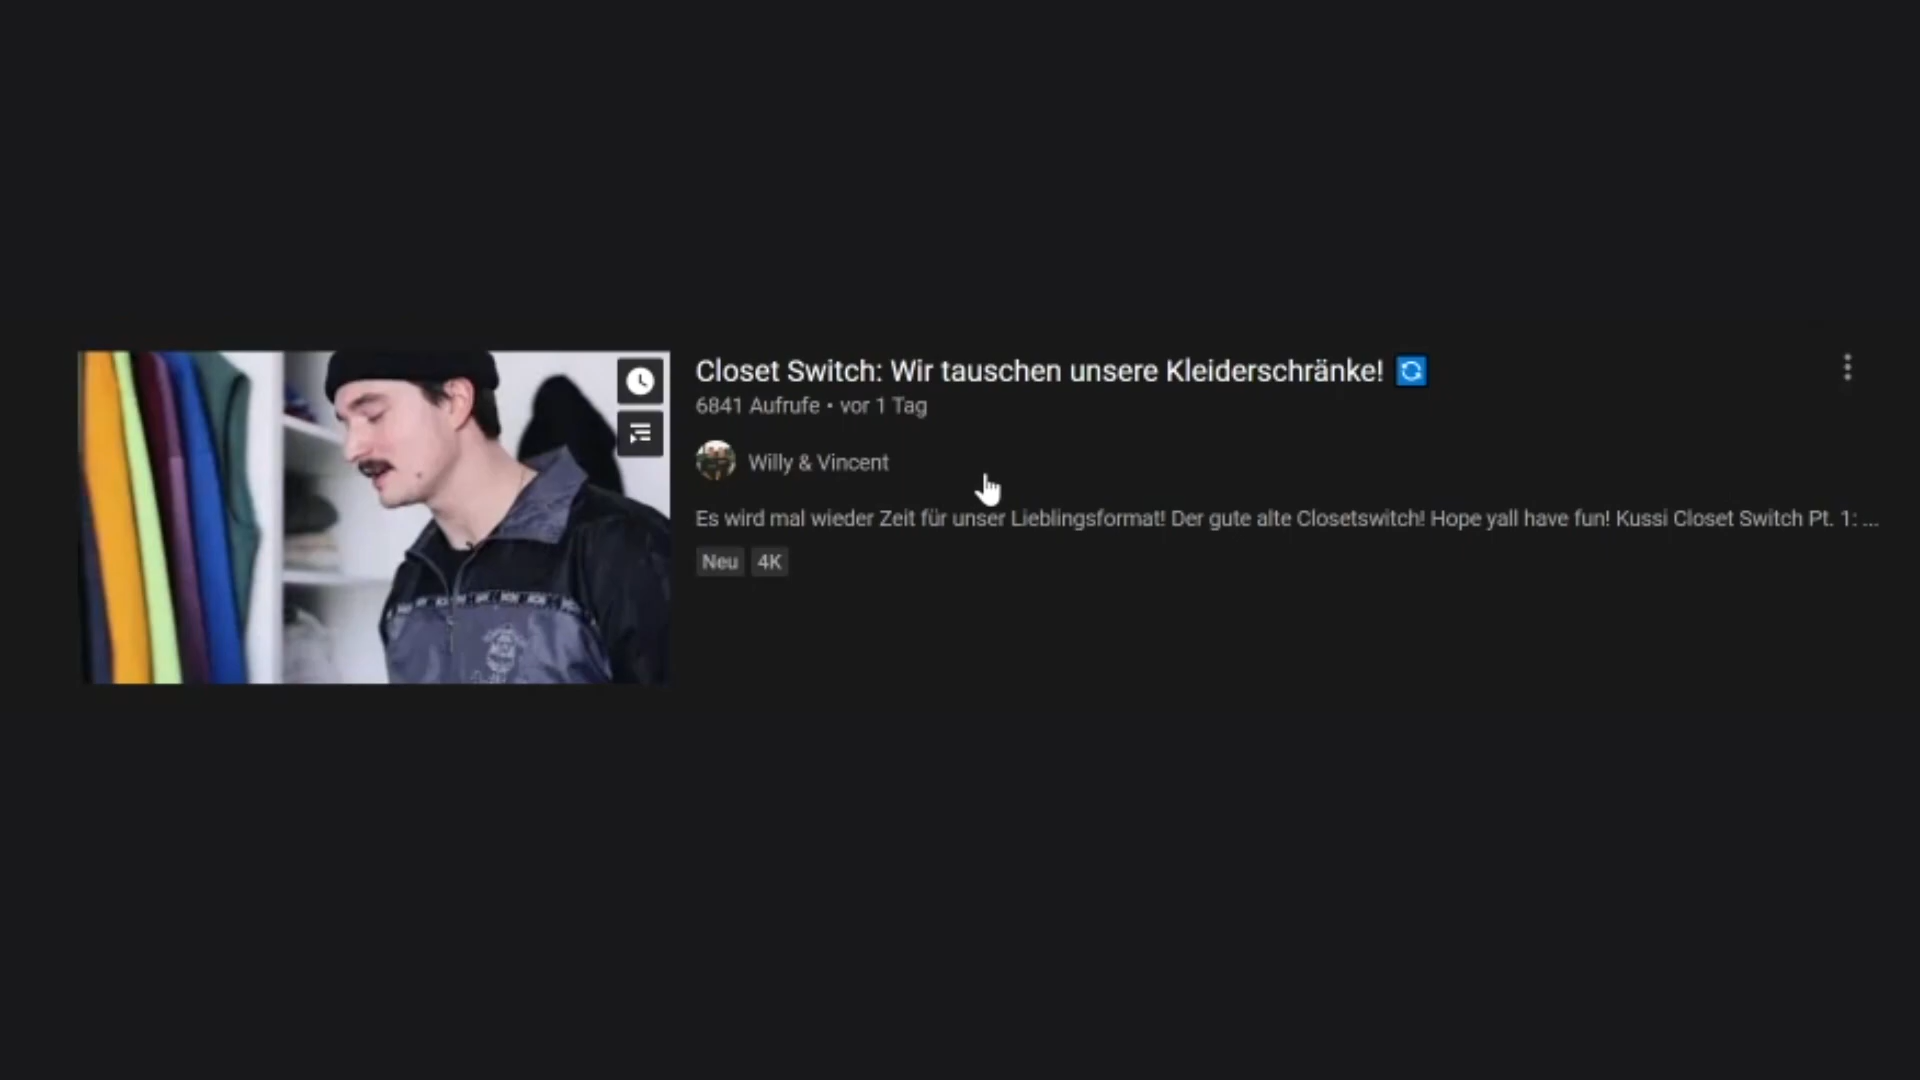 Closet Switch: Wir tauschen unsere Kleiderschränke!
6841 Aufrufe • vor 1 Tag
Willy & Vincent
Es wird mal wieder Zeit für unser Lieblingsformat! Der gute alte Closetswitch! Hope yall have fun! Kussi Closet Switch Pt. 1: ...
Neu 4K